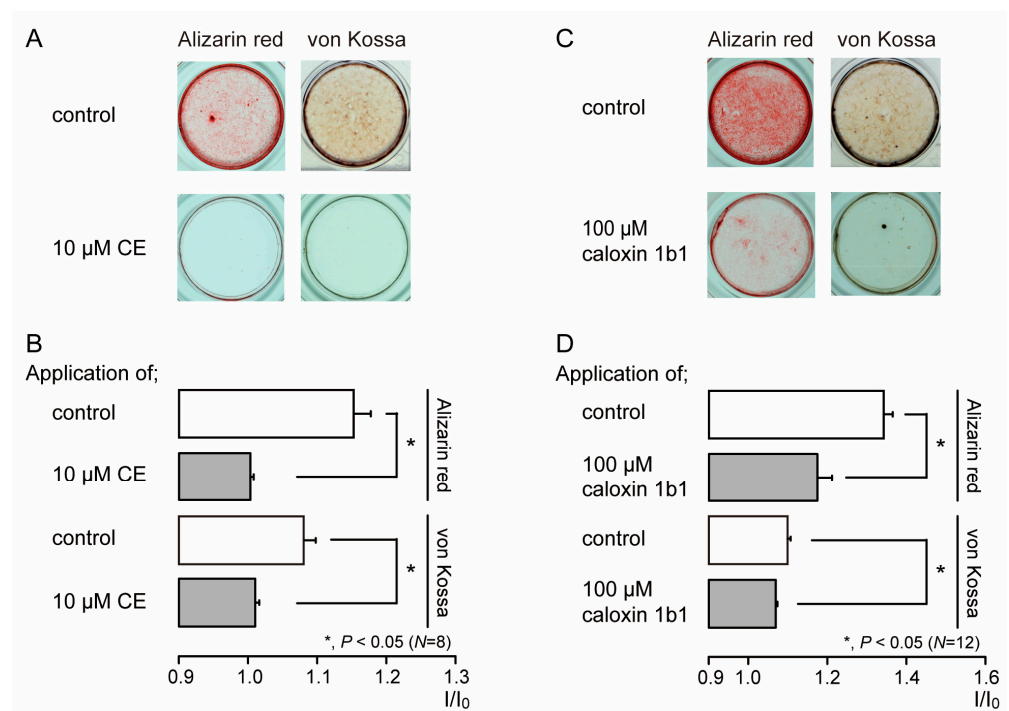 A
Alizarin red von Kossa
control
10 µM CE
B
Application of;
control
10 µM CE
control
10 µM CE
Alizarin red
von Kossa
*
*
*, P < 0.05 (N=8)
0.9 1.0 1.1 1.2 1.3
I/I0
C
Alizarin red von Kossa
control
100 µM
caloxin 1b1
D
Application of;
control
100 µM
caloxin 1b1
control
100 µM
caloxin 1b1
Alizarin red
von Kossa
*
*
*, P < 0.05 (N=12)
0.9 1.0 1.2 1.4 1.6
I/I0